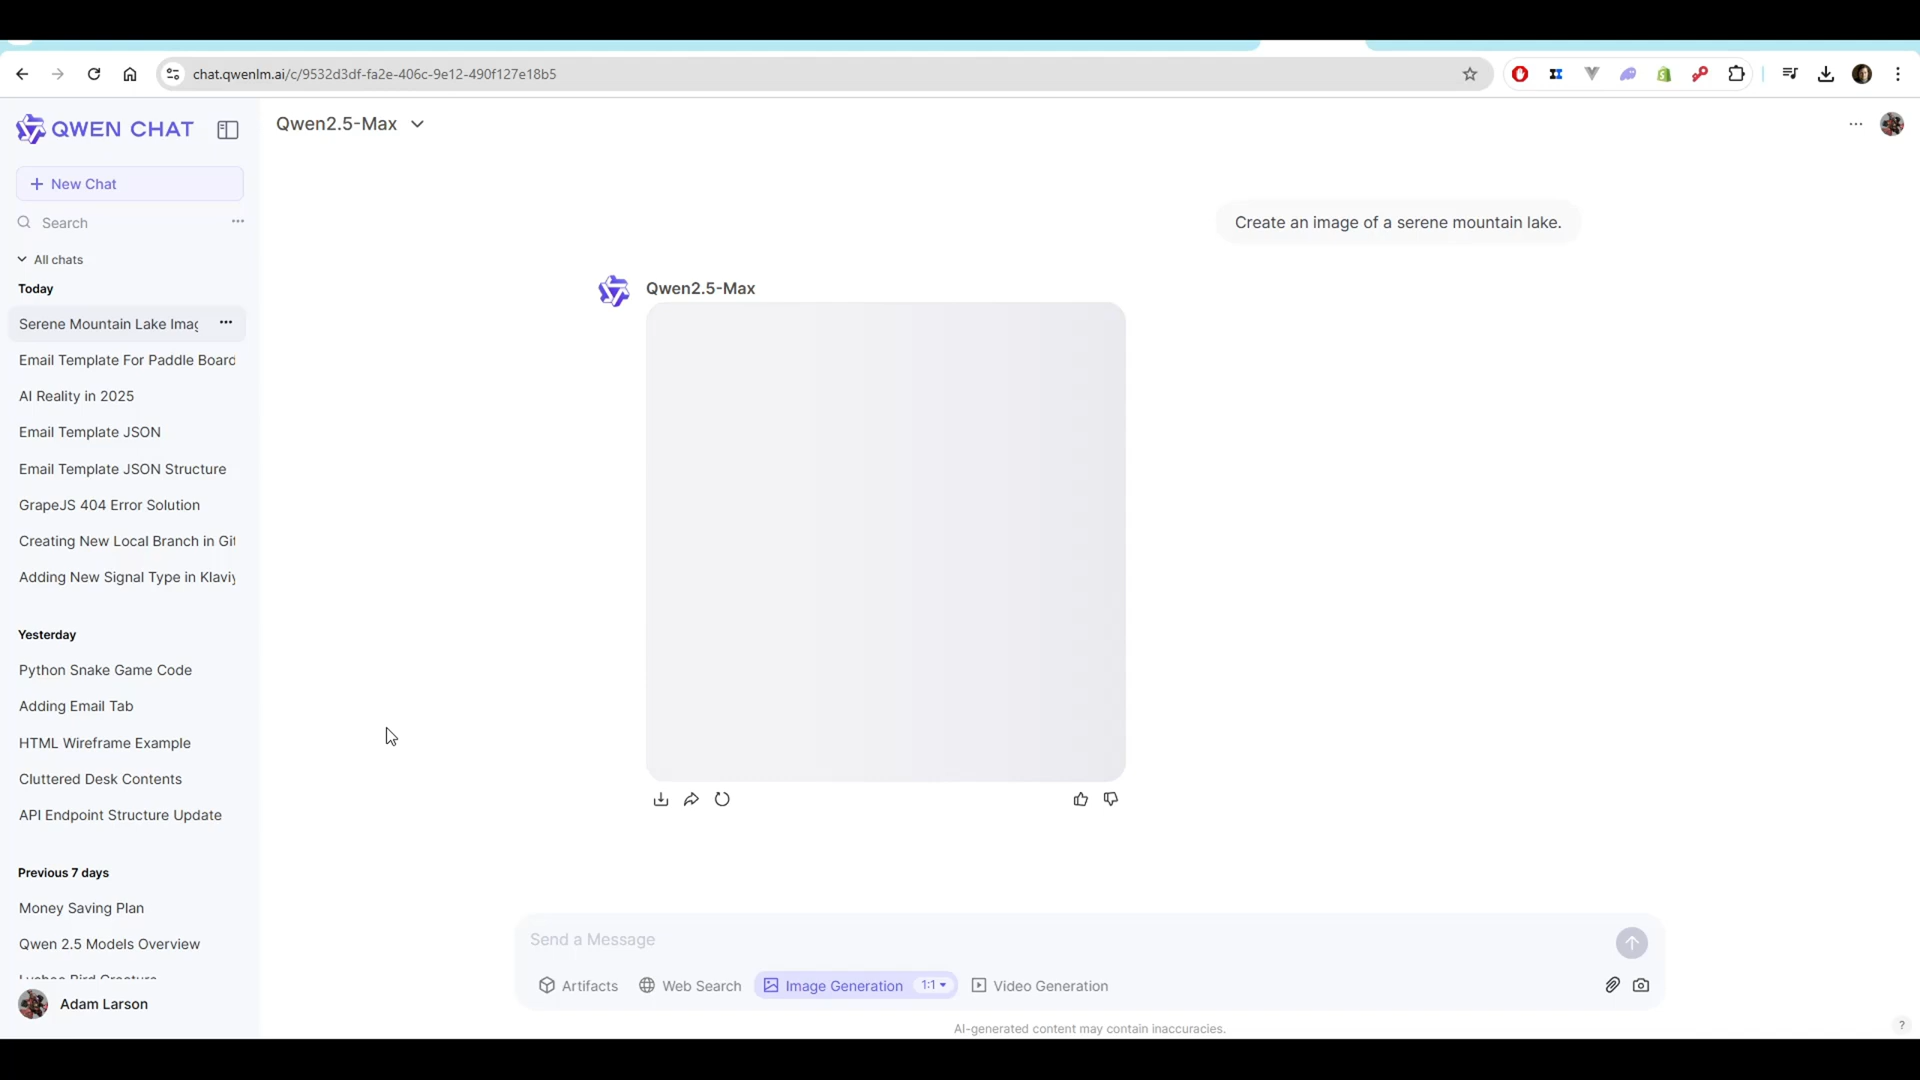 chat.qwenlm.ai/c/9532d3df-fa2e-406c-9e12-490f127e18b5
QWEN CHAT
Qwen2.5-Max
New Chat
Search
All chats
Today
Serene Mountain Lake Imag
Email Template For Paddle Board
AI Reality in 2025
Email Template JSON
Email Template JSON Structure
GrapeJS 404 Error Solution
Creating New Local Branch in Git
Adding New Signal Type in Klaviy
Yesterday
Python Snake Game Code
Adding Email Tab
HTML Wireframe Example
Cluttered Desk Contents
API Endpoint Structure Update
Previous 7 days
Money Saving Plan
Qwen 2.5 Models Overview
Adam Larson
Create an image of a serene mountain lake.
Qwen2.5-Max
Send a Message
Artifacts Web Search Image Generation 1:1 Video Generation
AI-generated content may contain inaccuracies.
?